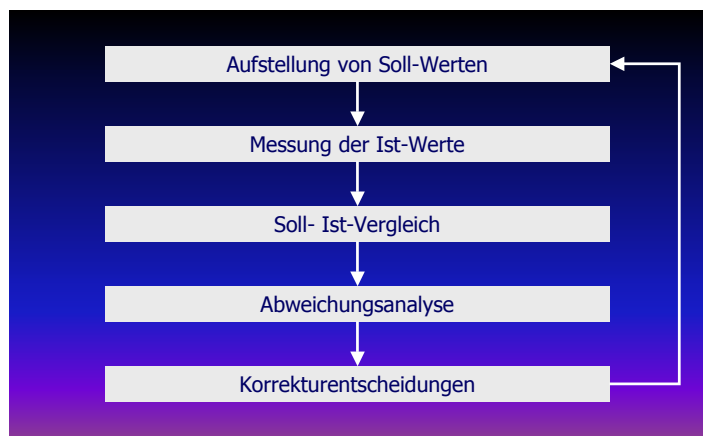 Aufstellung von Soll-Werten
Messung der Ist-Werte
Soll- Ist-Vergleich
Abweichungsanalyse
Korrekturentscheidungen